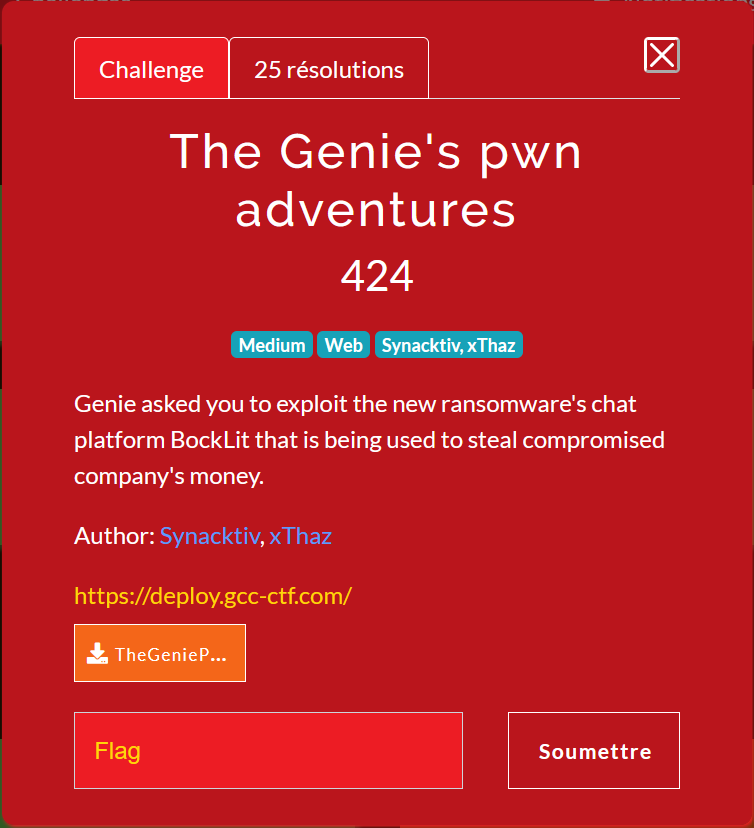 Challenge
25 résolutions
The Genie's pwn
adventures
424
Medium Web Synacktiv, xThaz
Genie asked you to exploit the new ransomware's chat
platform BockLit that is being used to steal compromised
company's money.
Author: Synacktiv, xThaz
https://deploy.gcc-ctf.com/
TheGenieP...
Flag
Soumettre